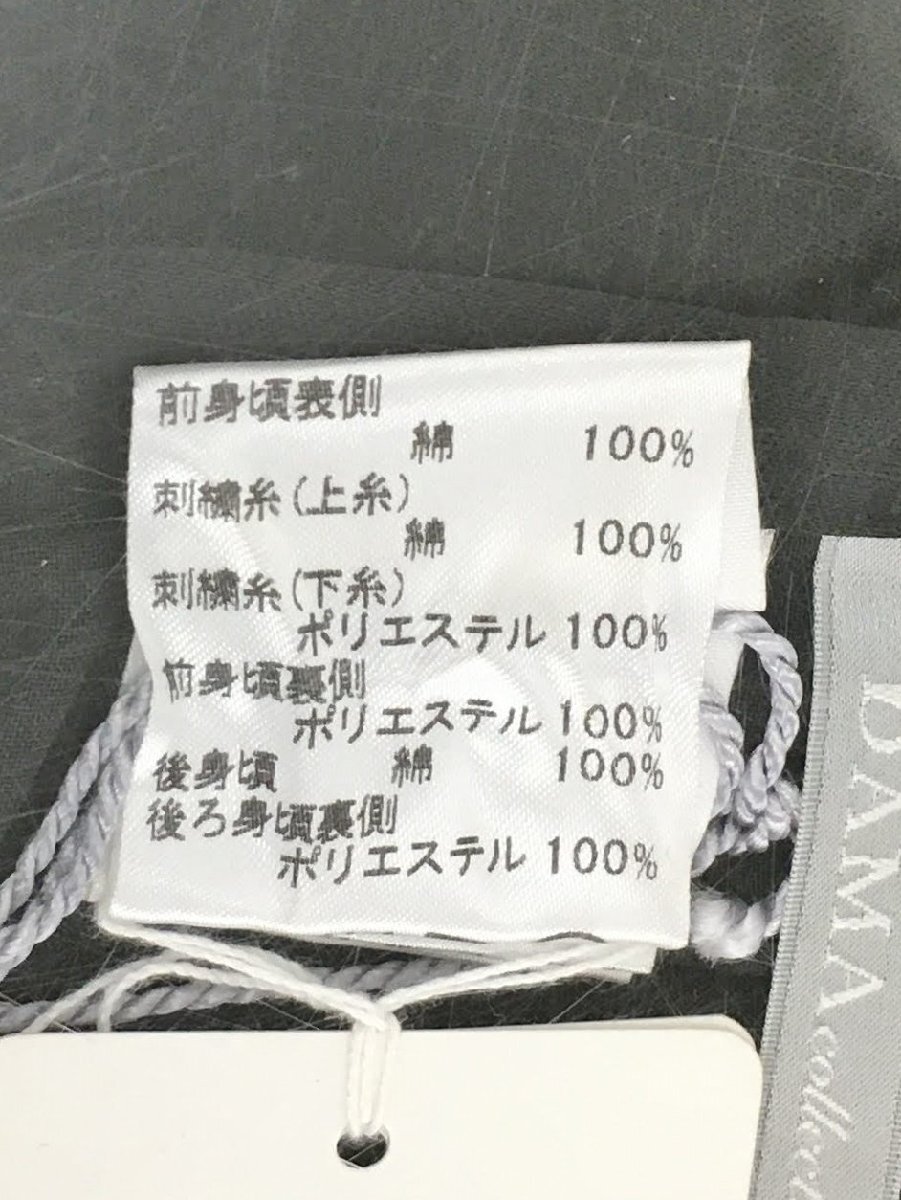 前身頃表側
綿 100%
刺繍糸(上糸)
綿 100%
刺繍糸(下糸)
ポリエステル 100%
前身頃裏側
ポリエステル 100%
後身頃 綿 100%
後ろ身頃裏側
ポリエステル 100%
DAMA collec